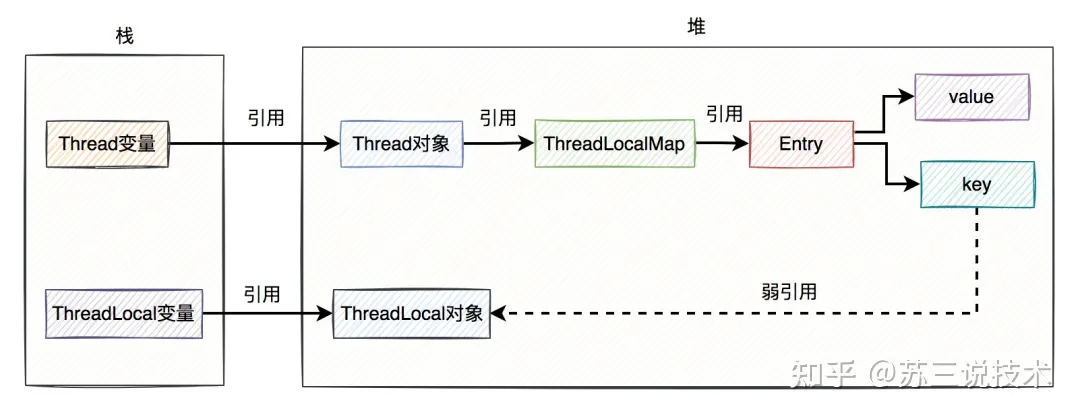 栈
堆
Thread变量
引用
Thread对象
引用
ThreadLocalMap
引用
Entry
value
key
ThreadLocal变量
引用
ThreadLocal对象
弱引用
知乎 @苏三说技术